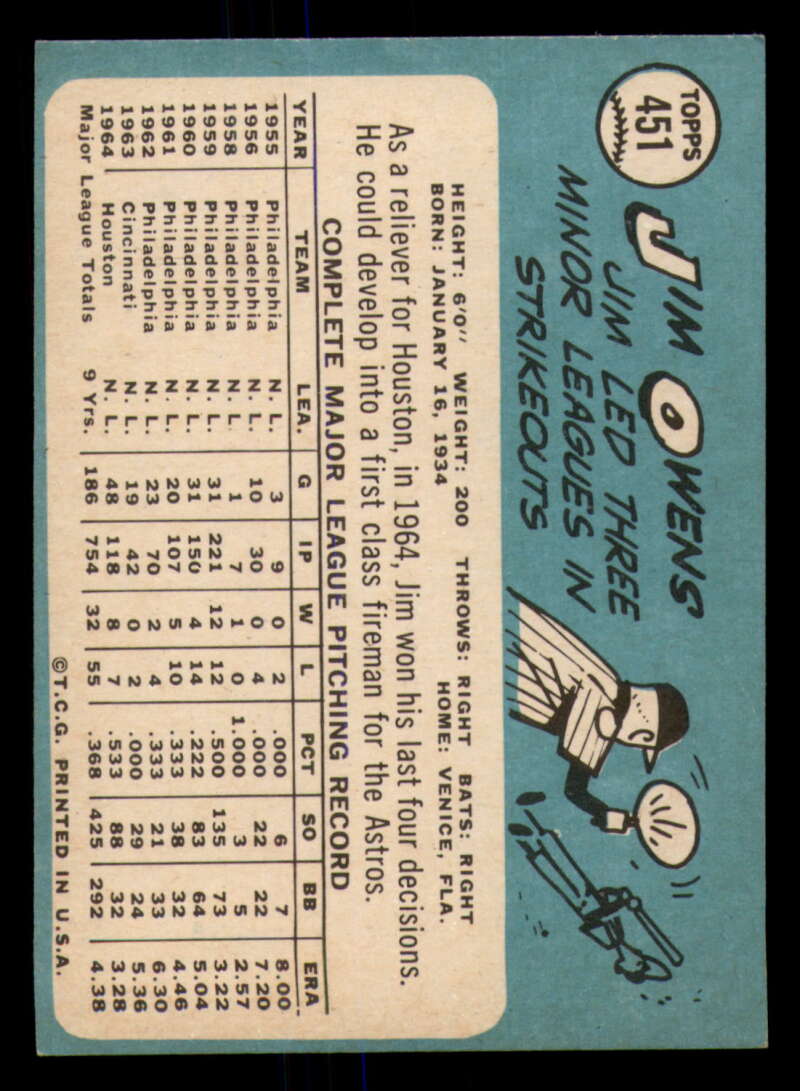 TOPPS
451
JIM OWENS
JIM LED THREE
MINOR LEAGUES IN
STRIKEOUTS
HEIGHT: 6'0" WEIGHT: 200 THROWS: RIGHT BATS: RIGHT
BORN: JANUARY 16, 1934 HOME: VENICE, FLA.
As a reliever for Houston, in 1964, Jim won his last four decisions.
He could develop into a first class fireman for the Astros.
COMPLETE MAJOR LEAGUE PITCHING RECORD
YEAR TEAM LEA. G IP W L PCT SO BB ERA
1955 Philadelphia N. L. 3 9 0 2 .000 6 7 8.00
1956 Philadelphia N. L. 10 30 0 4 .000 22 22 7.20
1958 Philadelphia N. L. 1 7 1 0 1.000 3 5 2.57
1959 Philadelphia N. L. 31 221 12 12 .500 135 73 3.22
1960 Philadelphia N. L. 31 150 4 14 .222 83 64 5.04
1961 Philadelphia N. L. 20 107 5 10 .333 38 32 4.46
1962 Philadelphia N. L. 23 70 2 4 .333 21 33 6.30
1963 Cincinnati N. L. 19 42 0 2 .000 29 24 5.36
1964 Houston N. L. 48 118 8 7 .533 88 32 3.28
Major League Totals 9 Yrs. 186 754 32 55 .368 425 292 4.38
©T.C.G. PRINTED IN U.S.A.